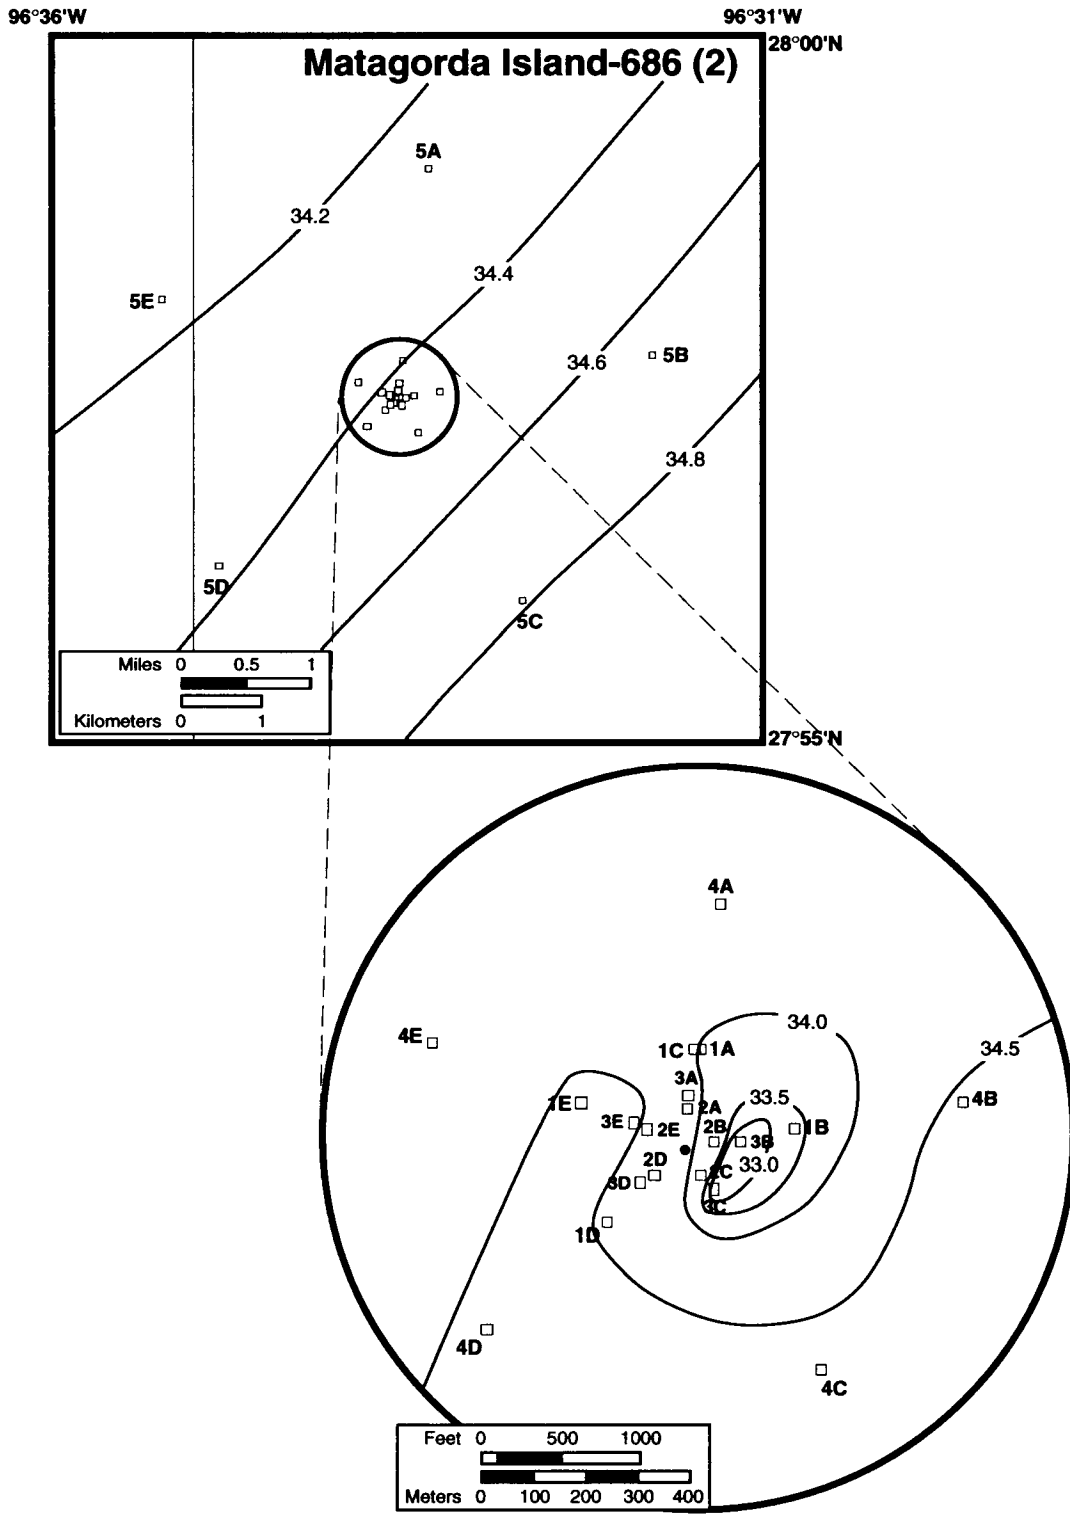 96°36'W
96°31'W
28°00'N
Matagorda Island-686 (2)
5A
34.2
34.4
5E
34.6
5B
34.8
5D
5C
Miles 0 0.5 1
Kilometers 0 1
27°55'N
4A
34.0
4E
1C 1A
34.5
3A
33.5
1E
2A
4B
3E
2E
2B
3B
1B
2D
2C
33.0
3D
3C
1D
4D
4C
Feet 0 500 1000
Meters 0 100 200 300 400